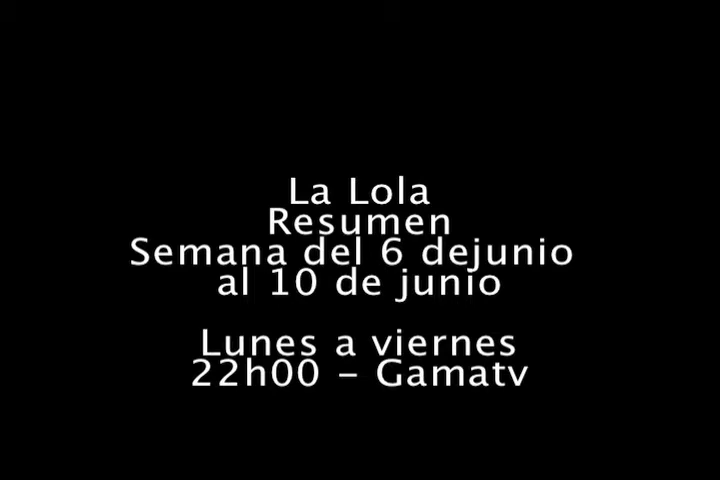 La Lola
Resumen
Semana del 6 dejunio
al 10 de junio
Lunes a viernes
22h00 – Gamatv